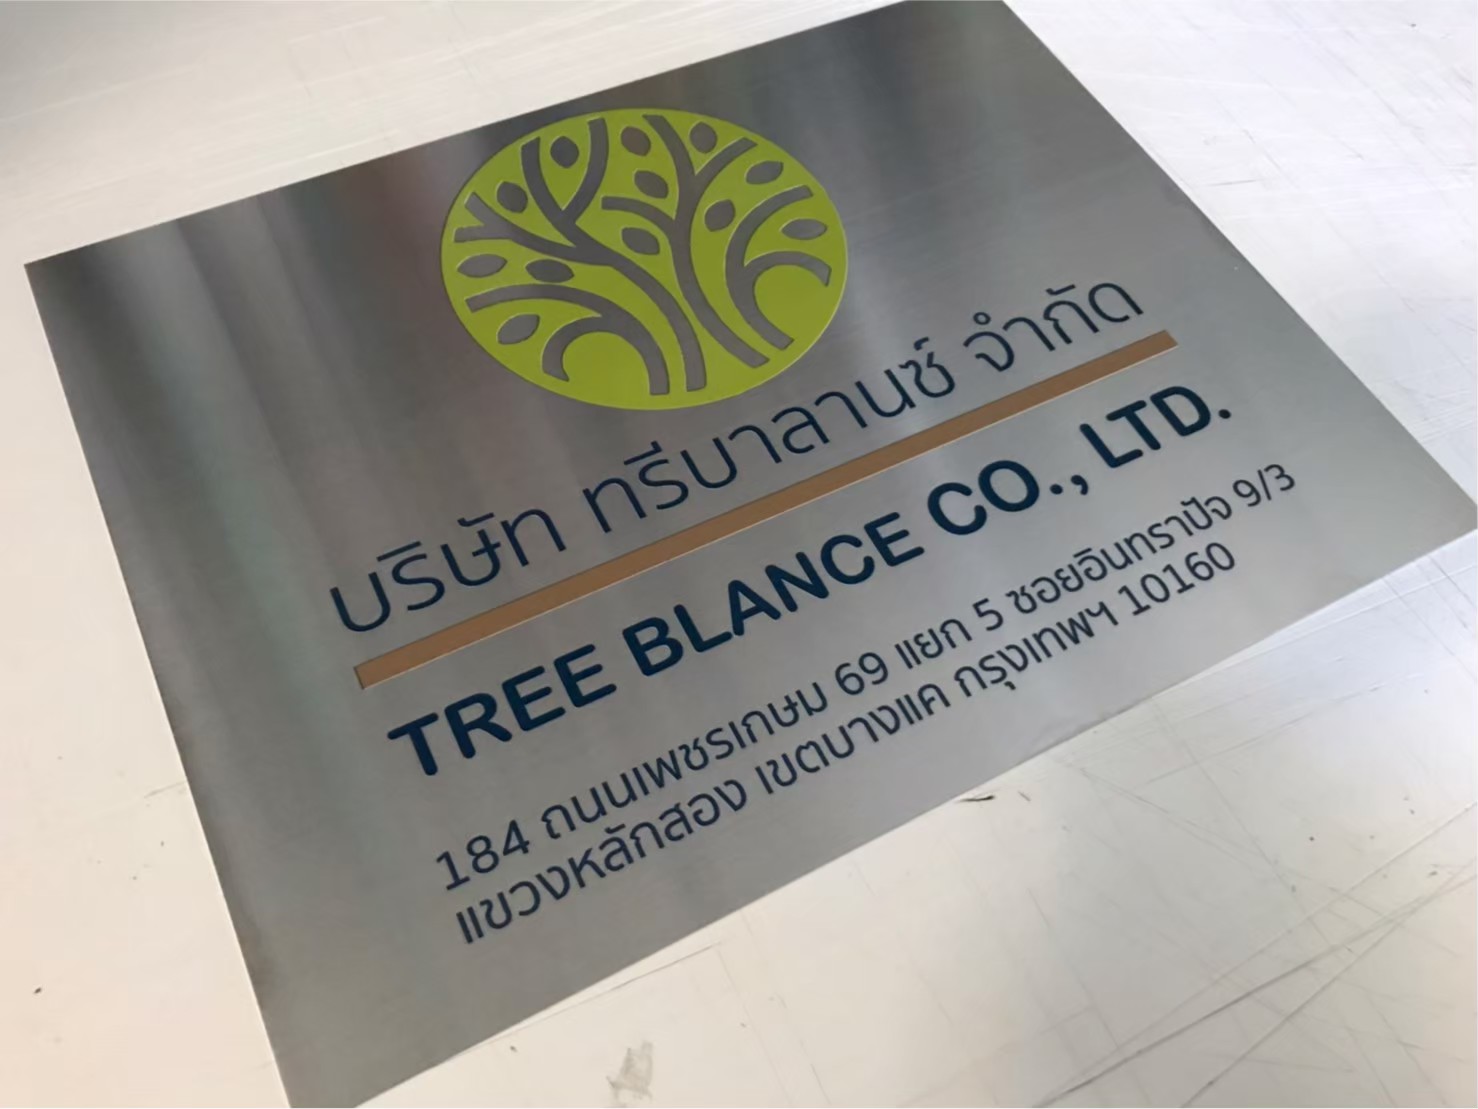 บริษัท ทรีบาลานซ์ จำกัด
TREE BLANCE CO., LTD.
184 ถนนเพชรเกษม 69 แยก 5 ซอยอินทราปัจ 9/3
แขวงหลักสอง เขตบางแค กรุงเทพฯ 10160